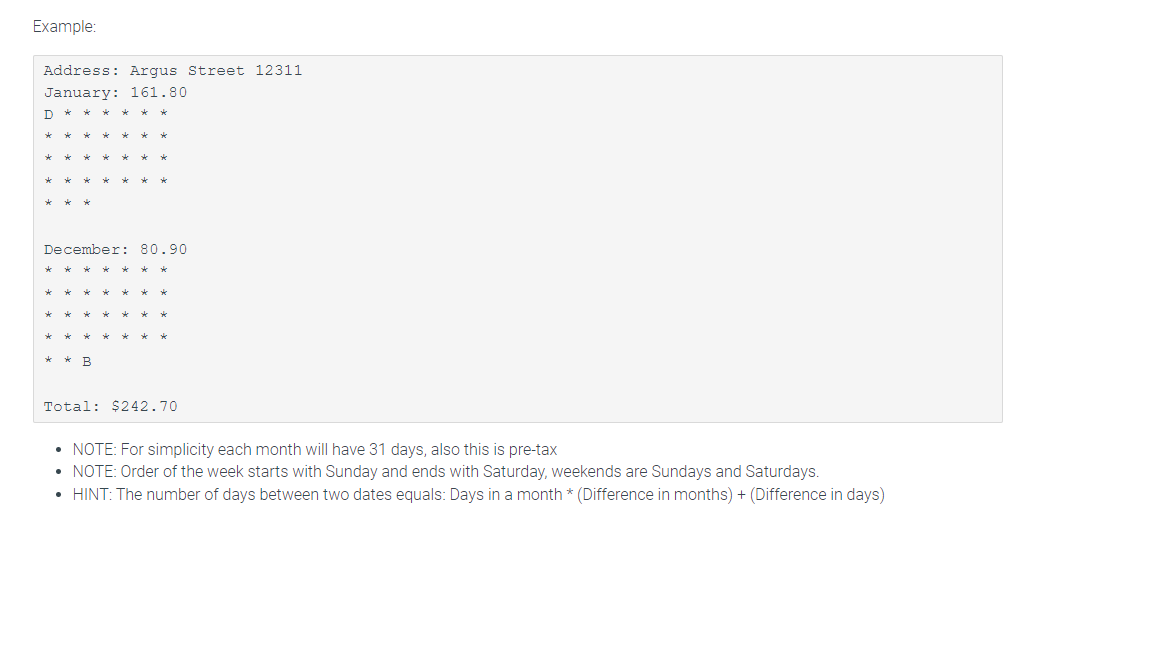 Example:
Address: Argus Street 12311
January: 161.80
D * * * * * *
* * * * * * *
* * * * * * *
* * * * * * *
* * *
December: 80.90
* * * * * * *
* * * * * * *
* * * * * * *
* * * * * * *
* * B
Total: $242.70
• NOTE: For simplicity each month will have 31 days, also this is pre-tax
• NOTE: Order of the week starts with Sunday and ends with Saturday, weekends are Sundays and Saturdays.
• HINT: The number of days between two dates equals: Days in a month * (Difference in months) + (Difference in days)